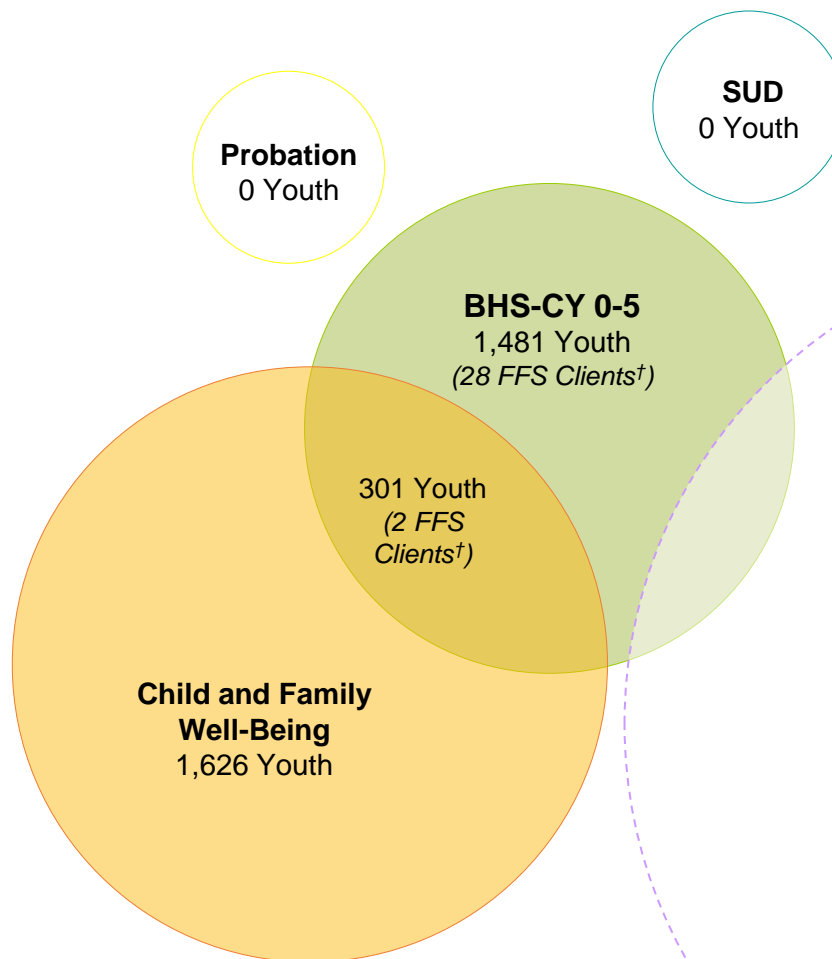 SUD
0 Youth
Probation
0 Youth
BHS-CY 0-5
1,481 Youth
(28 FFS Clients†)
301 Youth
(2 FFS
Clients†)
Child and Family
Well-Being
1,626 Youth